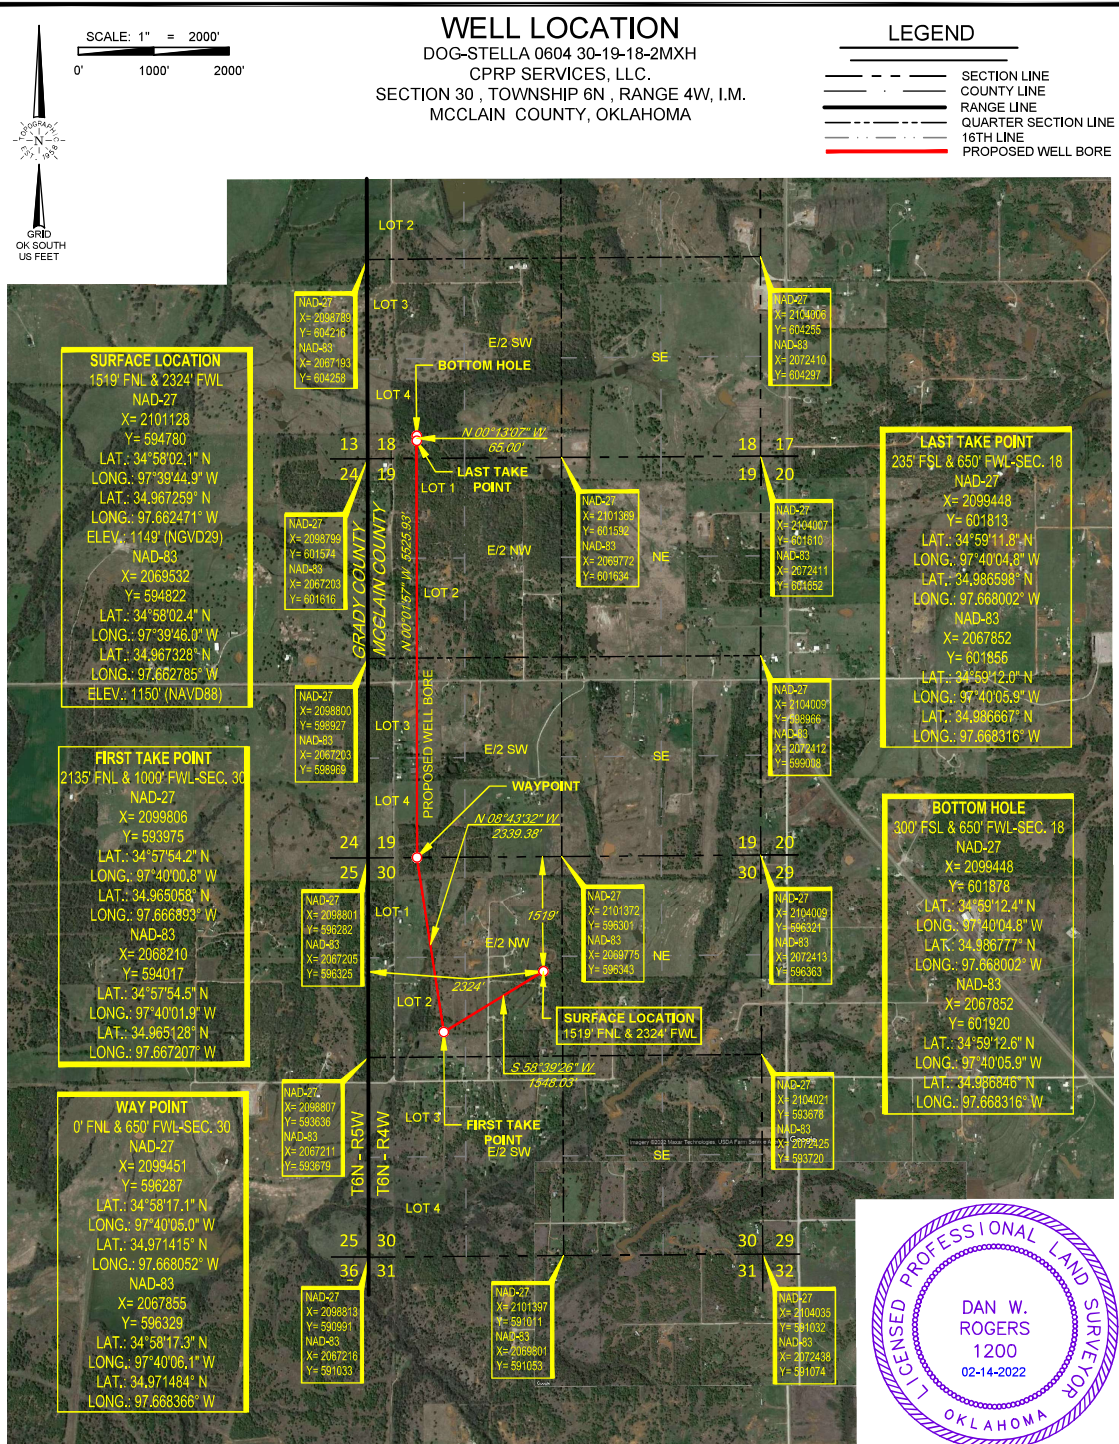 WELL LOCATION
DOG-STELLA 0604 30-19-18-2MXH
CPRP SERVICES, LLC.
SECTION 30 , TOWNSHIP 6N , RANGE 4W, I.M.
MCCLAIN COUNTY, OKLAHOMA
SCALE: 1" = 2000'
0' 1000' 2000'
TOPOGRAPHIC
N
EST. 1958
GRID
OK SOUTH
US FEET
LEGEND
SECTION LINE
COUNTY LINE
RANGE LINE
QUARTER SECTION LINE
16TH LINE
PROPOSED WELL BORE
SURFACE LOCATION
1519' FNL & 2324' FWL
NAD-27
X= 2101128
Y= 594780
LAT.: 34°58'02.1" N
LONG.: 97°39'44.9" W
LAT.: 34.967259° N
LONG.: 97.662471° W
ELEV.: 1149' (NGVD29)
NAD-83
X= 2069532
Y= 594822
LAT.: 34°58'02.4" N
LONG.: 97°39'46.0" W
LAT.: 34.967328° N
LONG.: 97.662785° W
ELEV.: 1150' (NAVD88)
FIRST TAKE POINT
2135' FNL & 1000' FWL-SEC. 30
NAD-27
X= 2099806
Y= 593975
LAT.: 34°57'54.2" N
LONG.: 97°40'00.8" W
LAT.: 34.965058° N
LONG.: 97.666893° W
NAD-83
X= 2068210
Y= 594017
LAT.: 34°57'54.5" N
LONG.: 97°40'01.9" W
LAT.: 34.965128° N
LONG.: 97.667207° W
WAY POINT
0' FNL & 650' FWL-SEC. 30
NAD-27
X= 2099451
Y= 596287
LAT.: 34°58'17.1" N
LONG.: 97°40'05.0" W
LAT.: 34.971415° N
LONG.: 97.668052° W
NAD-83
X= 2067855
Y= 596329
LAT.: 34°58'17.3" N
LONG.: 97°40'06.1" W
LAT.: 34.971484° N
LONG.: 97.668366° W
LAST TAKE POINT
235' FSL & 650' FWL-SEC. 18
NAD-27
X= 2099448
Y= 601813
LAT.: 34°59'11.8" N
LONG.: 97°40'04.8" W
LAT.: 34.986598° N
LONG.: 97.668002° W
NAD-83
X= 2067852
Y= 601855
LAT.: 34°59'12.0" N
LONG.: 97°40'05.9" W
LAT.: 34.986667° N
LONG.: 97.668316° W
BOTTOM HOLE
300' FSL & 650' FWL-SEC. 18
NAD-27
X= 2099448
Y= 601878
LAT.: 34°59'12.4" N
LONG.: 97°40'04.8" W
LAT.: 34.986777° N
LONG.: 97.668002° W
NAD-83
X= 2067852
Y= 601920
LAT.: 34°59'12.6" N
LONG.: 97°40'05.9" W
LAT.: 34.986846° N
LONG.: 97.668316° W
LOT 2
LOT 3
E/2 SW
SE
LOT 4
BOTTOM HOLE
N 00°13'07" W
65.00'
LAST TAKE
POINT
13 18
24 19
18 17
19 20
NAD-27
X= 2098789
Y= 604216
NAD-83
X= 2067193
Y= 604258
NAD-27
X= 2104006
Y= 604255
NAD-83
X= 2072410
Y= 604297
NAD-27
X= 2098799
Y= 601574
NAD-83
X= 2067203
Y= 601616
NAD-27
X= 2101369
Y= 601592
NAD-83
X= 2069772
Y= 601634
NAD-27
X= 2104007
Y= 601610
NAD-83
X= 2072411
Y= 601652
LOT 1
E/2 NW
NE
LOT 2
GRADY COUNTY
MCCLAIN COUNTY
N 00°01'57" W 5525.93'
PROPOSED WELL BORE
NAD-27
X= 2098800
Y= 598927
NAD-83
X= 2067203
Y= 598969
NAD-27
X= 2104009
Y= 598966
NAD-83
X= 2072412
Y= 599008
LOT 3
E/2 SW
SE
LOT 4
WAYPOINT
N 08°43'32" W
2339.38'
24 19
25 30
19 20
30 29
NAD-27
X= 2098801
Y= 596282
NAD-83
X= 2067205
Y= 596325
NAD-27
X= 2101372
Y= 596301
NAD-83
X= 2069775
Y= 596343
NAD-27
X= 2104009
Y= 596321
NAD-83
X= 2072413
Y= 596363
LOT 1
1519'
E/2 NW
NE
2324'
LOT 2
SURFACE LOCATION
1519' FNL & 2324' FWL
S 58°39'26" W
1548.03'
NAD-27
X= 2098807
Y= 593636
NAD-83
X= 2067211
Y= 593679
NAD-27
X= 2104021
Y= 593678
NAD-83
X= 2072425
Y= 593720
LOT 3
FIRST TAKE
POINT
E/2 SW
SE
Google
T6N - R5W
T6N - R4W
LOT 4
25 30
36 31
30 29
31 32
NAD-27
X= 2098813
Y= 590991
NAD-83
X= 2067216
Y= 591033
NAD-27
X= 2101397
Y= 591011
NAD-83
X= 2069801
Y= 591053
Google
NAD-27
X= 2104035
Y= 591032
NAD-83
X= 2072438
Y= 591074
LICENSED PROFESSIONAL LAND SURVEYOR
DAN W.
ROGERS
1200
02-14-2022
OKLAHOMA